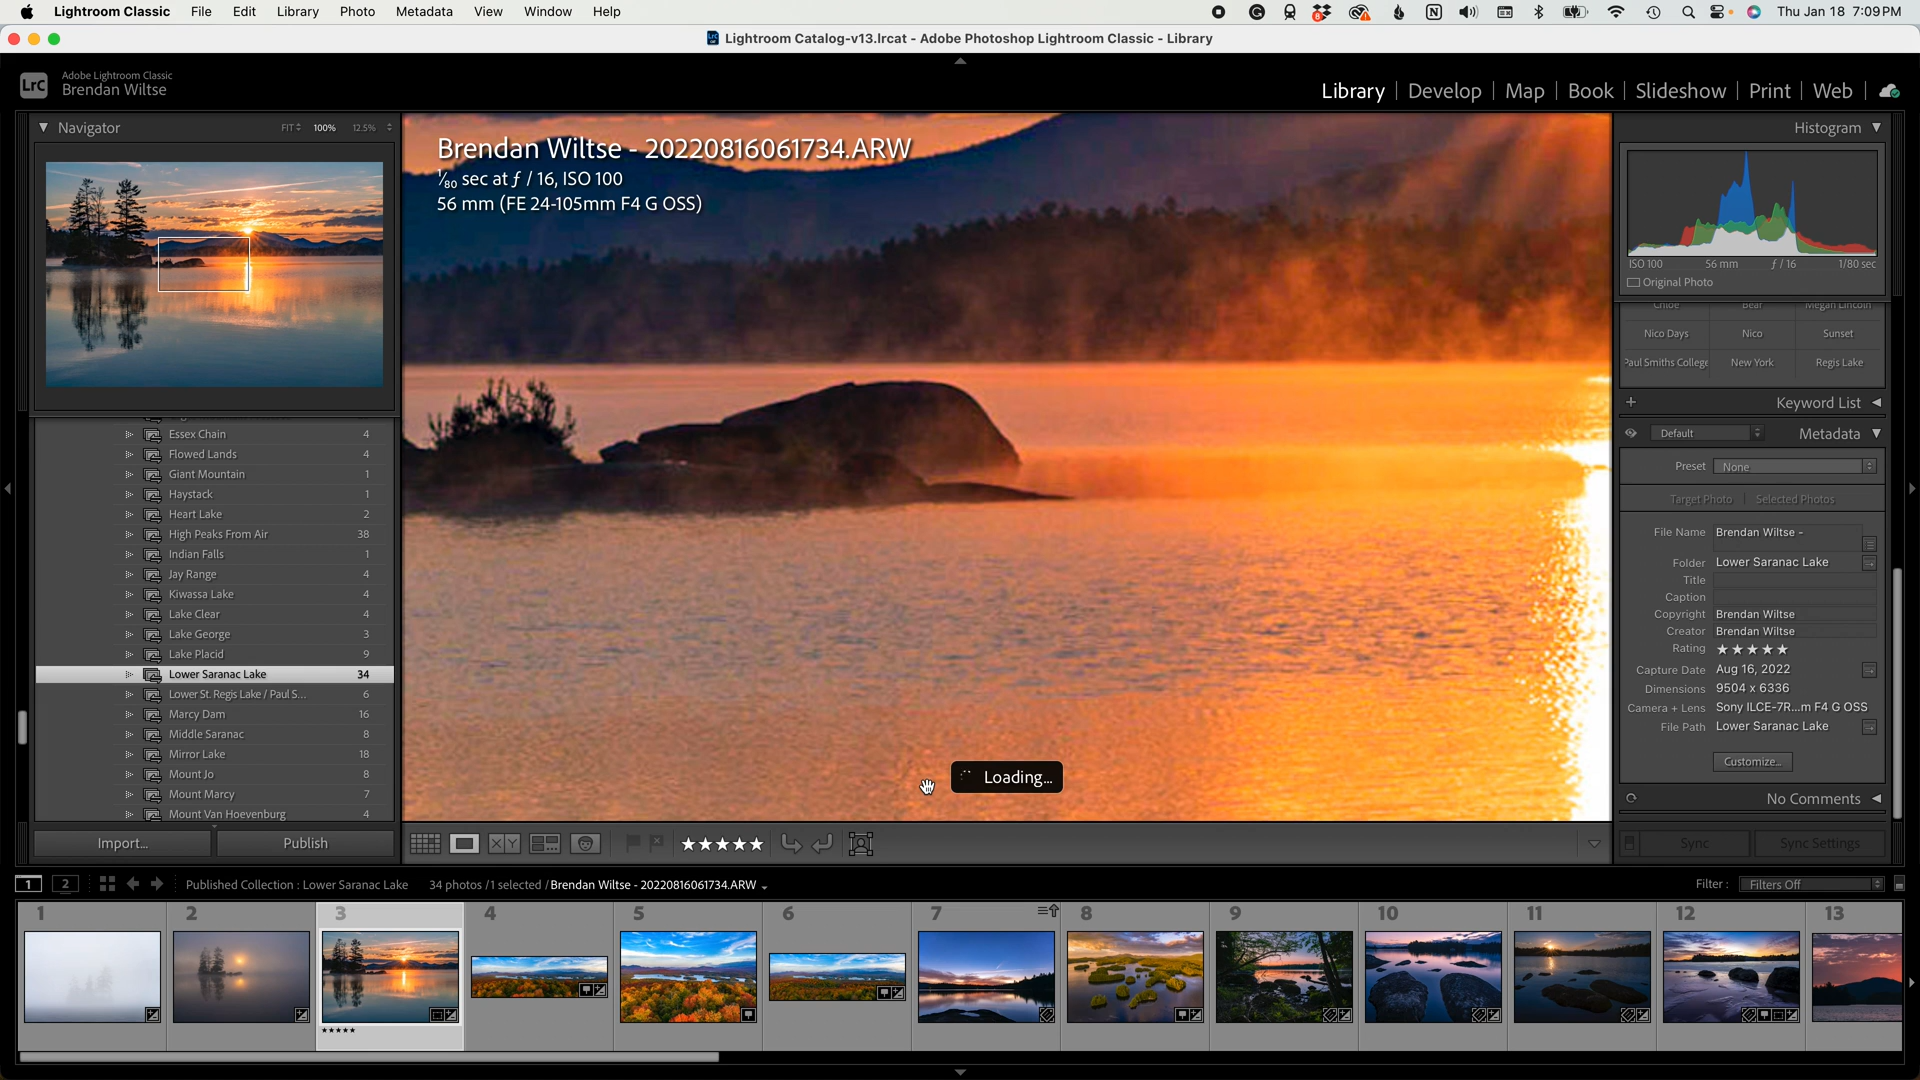 Lightroom Classic File Edit Library Photo Metadata View Window Help
8
Thu Jan 18 7:09 PM
Lightroom Catalog-v13.lrcat - Adobe Photoshop Lightroom Classic - Library
LrC
Adobe Lightroom Classic
Brendan Wiltse
Library | Develop | Map | Book | Slideshow | Print | Web
Navigator FIT 100% 12.5%
Essex Chain 4
Flowed Lands 4
Giant Mountain 1
Haystack 1
Heart Lake 2
High Peaks From Air 38
Indian Falls 1
Jay Range 4
Kiwassa Lake 4
Lake Clear 4
Lake George 3
Lake Placid 9
Lower Saranac Lake 34
Lower St. Regis Lake / Paul S... 6
Marcy Dam 16
Middle Saranac 8
Mirror Lake 18
Mount Jo 8
Mount Marcy 7
Mount Van Hoevenburg 4
Import... Publish
Brendan Wiltse - 20220816061734.ARW
1/80 sec at ƒ / 16, ISO 100
56 mm (FE 24-105mm F4 G OSS)
Loading...
X Y
★★★★★
Histogram
ISO 100 56 mm ƒ / 16 1/80 sec
Original Photo
Chloe Bear Megan Lincoln
Nico Days Nico Sunset
Paul Smiths College New York Regis Lake
Keyword List
Default Metadata
Preset None
Target Photo Selected Photos
File Name Brendan Wiltse -
Folder Lower Saranac Lake
Title
Caption
Copyright Brendan Wiltse
Creator Brendan Wiltse
Rating ★★★★★
Capture Date Aug 16, 2022
Dimensions 9504 x 6336
Camera + Lens Sony ILCE-7R...m F4 G OSS
File Path Lower Saranac Lake
Customize...
No Comments
Sync Sync Settings
1 2 Published Collection : Lower Saranac Lake 34 photos /1 selected /Brendan Wiltse - 20220816061734.ARW
Filter : Filters Off
1 2 3 4 5 6 7 8 9 10 11 12 13
★★★★★